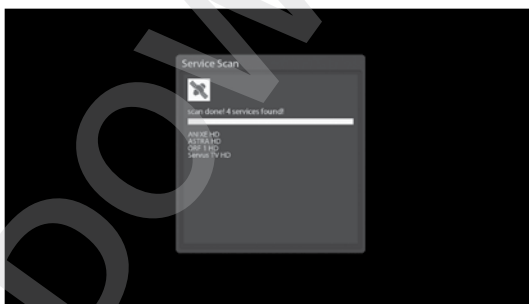 Service Scan
scan done! 4 services found!
ANIXE HD
ASTRA HD
ORF 1 HD
Servus TV HD